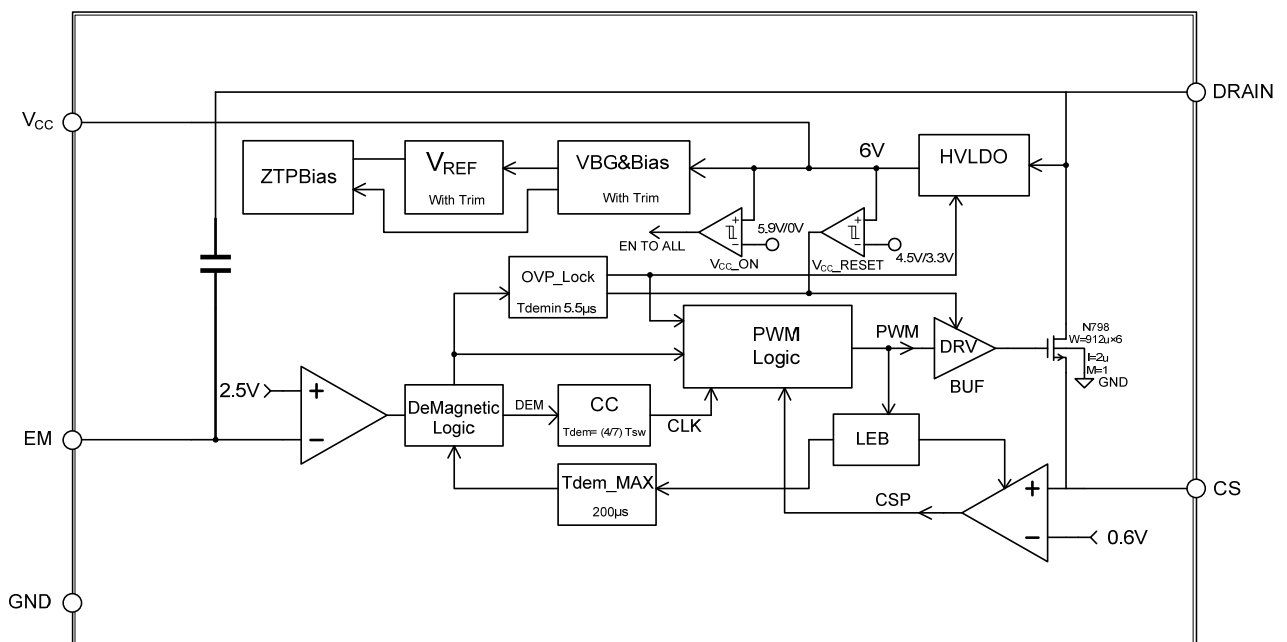 DRAIN
VCC
6V
HVLDO
ZTPBias
VREF
With Trim
VBG&Bias
With Trim
5.9V/0V
EN TO ALL
VCC_ON
VCC_RESET
4.5V/3.3V
OVP_Lock
Tdemin 5.5µs
PWM
Logic
PWM
DRV
BUF
N798
W=912u×6
l=2u
M=1
GND
2.5V
DeMagnetic
Logic
DEM
CC
Tdem= (4/7) Tsw
CLK
LEB
EM
Tdem_MAX
200µs
CSP
CS
0.6V
GND
+
−
+
−
+
−
+
−